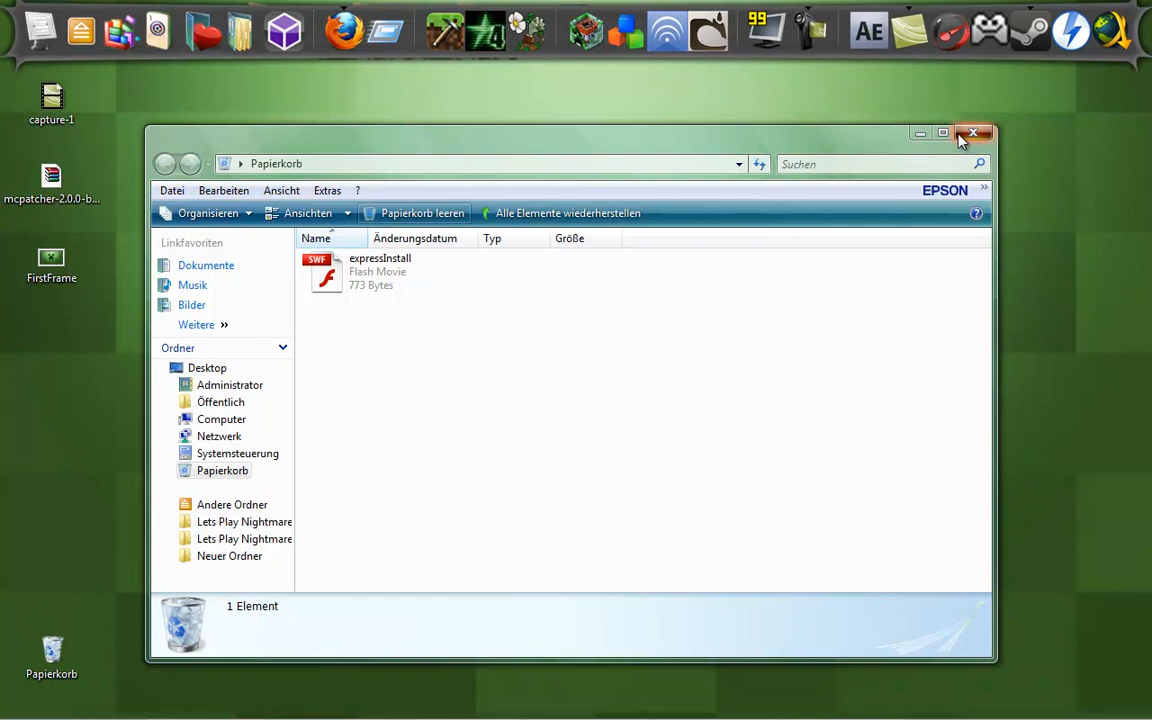 99
AE
capture-1
mcpatcher-2.0.0-b...
FirstFrame
Papierkorb
Papierkorb
Suchen
Datei Bearbeiten Ansicht Extras ?
EPSON
Organisieren Ansichten Papierkorb leeren Alle Elemente wiederherstellen
Linkfavoriten
Dokumente
Musik
Bilder
Weitere »
Ordner
Desktop
Administrator
Öffentlich
Computer
Netzwerk
Systemsteuerung
Papierkorb
Andere Ordner
Lets Play Nightmare
Lets Play Nightmare
Neuer Ordner
Name Änderungsdatum Typ Größe
SWF
expressInstall
Flash Movie
773 Bytes
1 Element